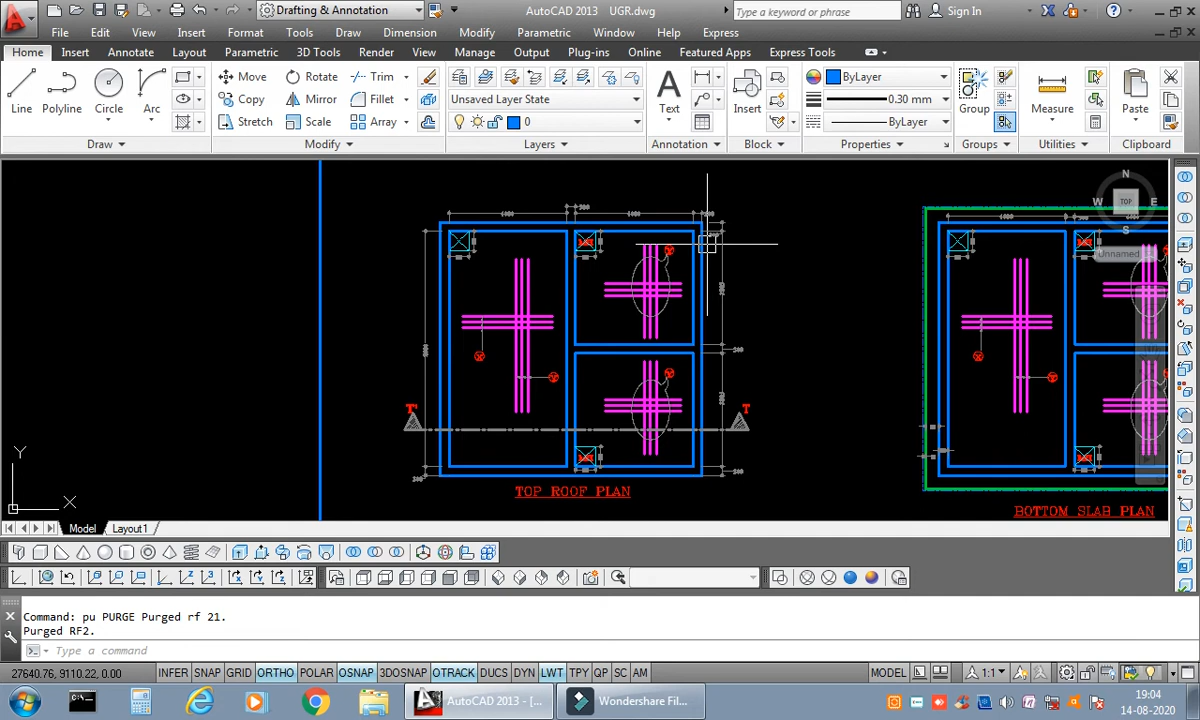 Drafting & Annotation
AutoCAD 2013 UGR.dwg
Type a keyword or phrase
Sign In
File Edit View Insert Format Tools Draw Dimension Modify Parametric Window Help Express
Home Insert Annotation Layout Parametric 3D Tools Render View Manage Output Plug-ins Online Featured Apps Express Tools
Line Polyline Circle Arc
Move Rotate Trim
Copy Mirror Fillet
Stretch Scale Array
Unsaved Layer State
0
Text
Insert
ByLayer
0.30 mm
ByLayer
Group
Measure
Paste
Draw Modify Layers Annotation Block Properties Groups Utilities Clipboard
N
W TOP E
S
Unnamed
T' T
TOP ROOF PLAN
BOTTOM SLAB PLAN
Y
X
Model Layout1
Command: pu PURGE Purged rf 21.
Purged RF2.
Type a command
27640.76, 9110.22, 0.00 INFER SNAP GRID ORTHO POLAR OSNAP 3DOSNAP OTRACK DUCS DYN LWT TPY QP SC AM MODEL 1:1
AutoCAD 2013 - [...
Wondershare Fil...
19:04
14-08-2020